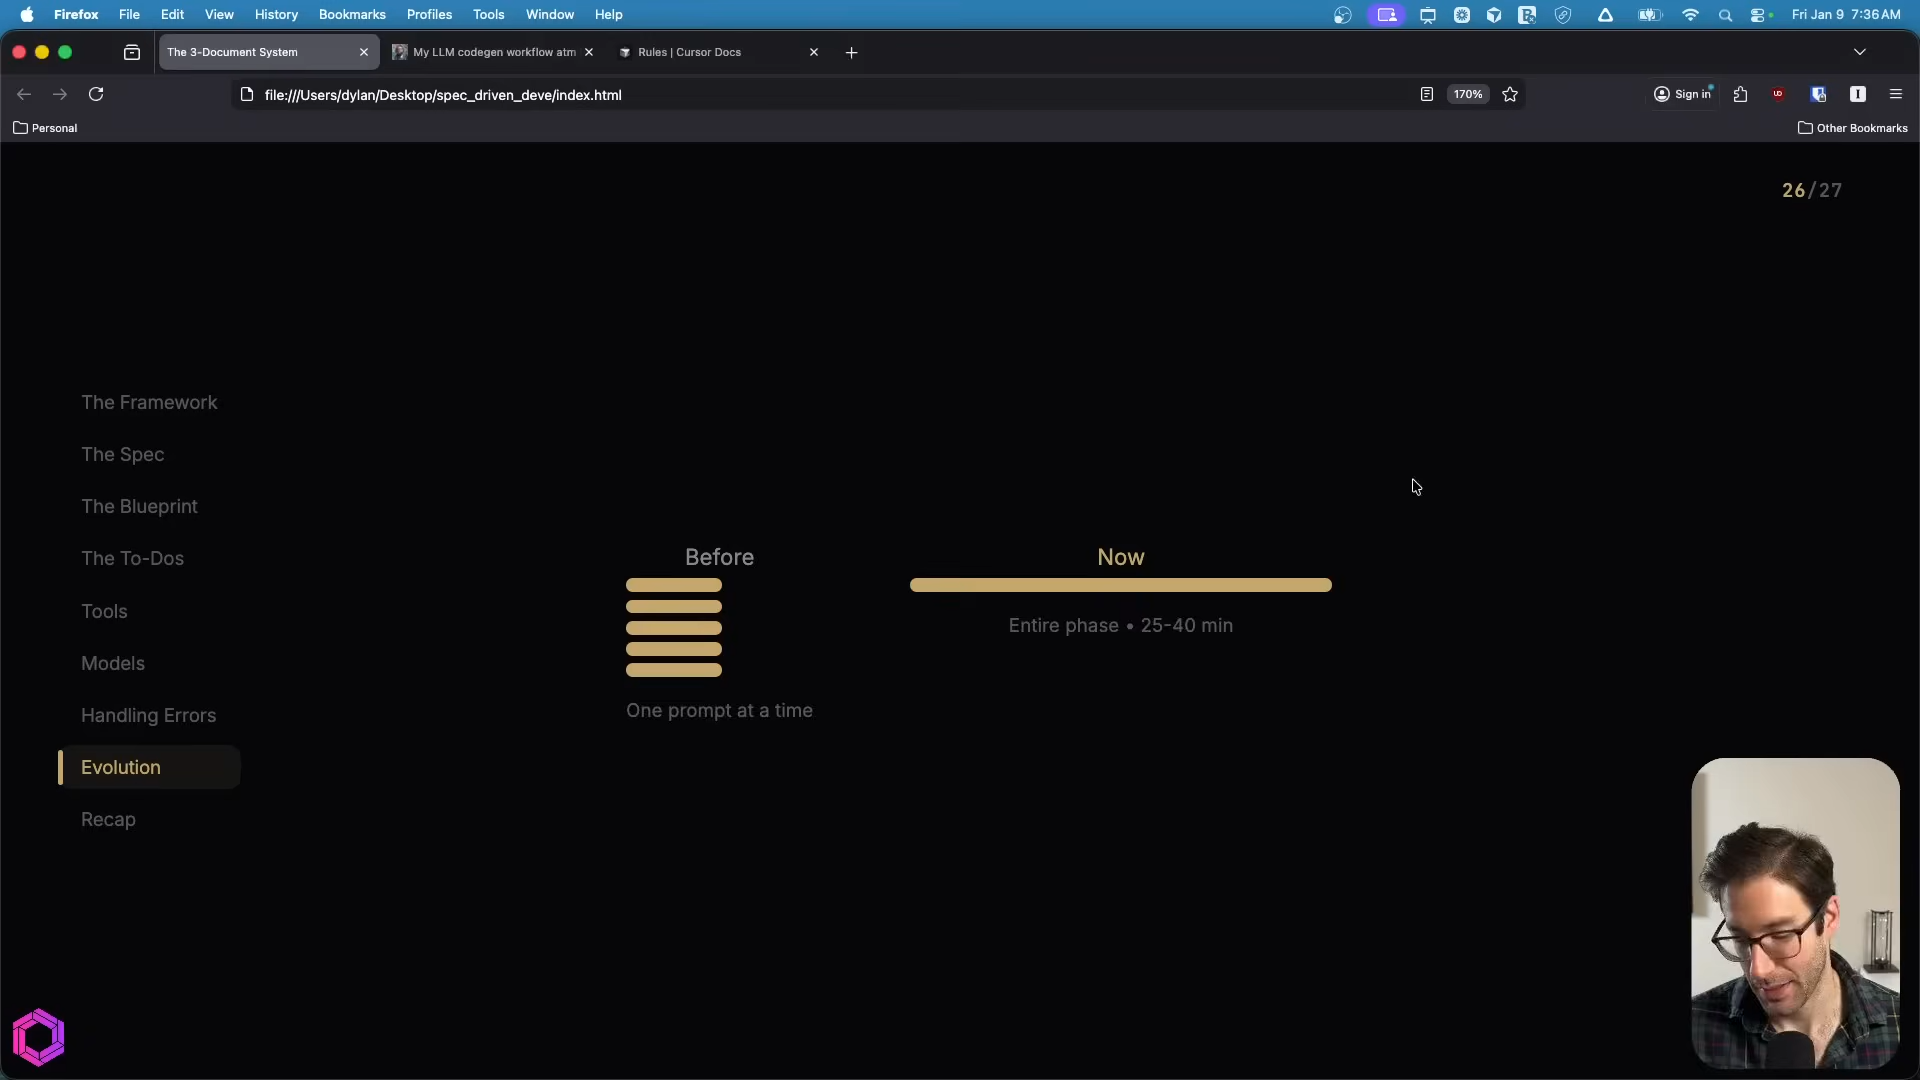 Firefox File Edit View History Bookmarks Profiles Tools Window Help Fri Jan 9 7:36 AM
The 3-Document System My LLM codegen workflow atm Rules | Cursor Docs
file:///Users/dylan/Desktop/spec_driven_deve/index.html 170% Sign in
Personal Other Bookmarks
26/27
The Framework
The Spec
The Blueprint
The To-Dos
Tools
Models
Handling Errors
Evolution
Recap
Before
One prompt at a time
Now
Entire phase • 25-40 min